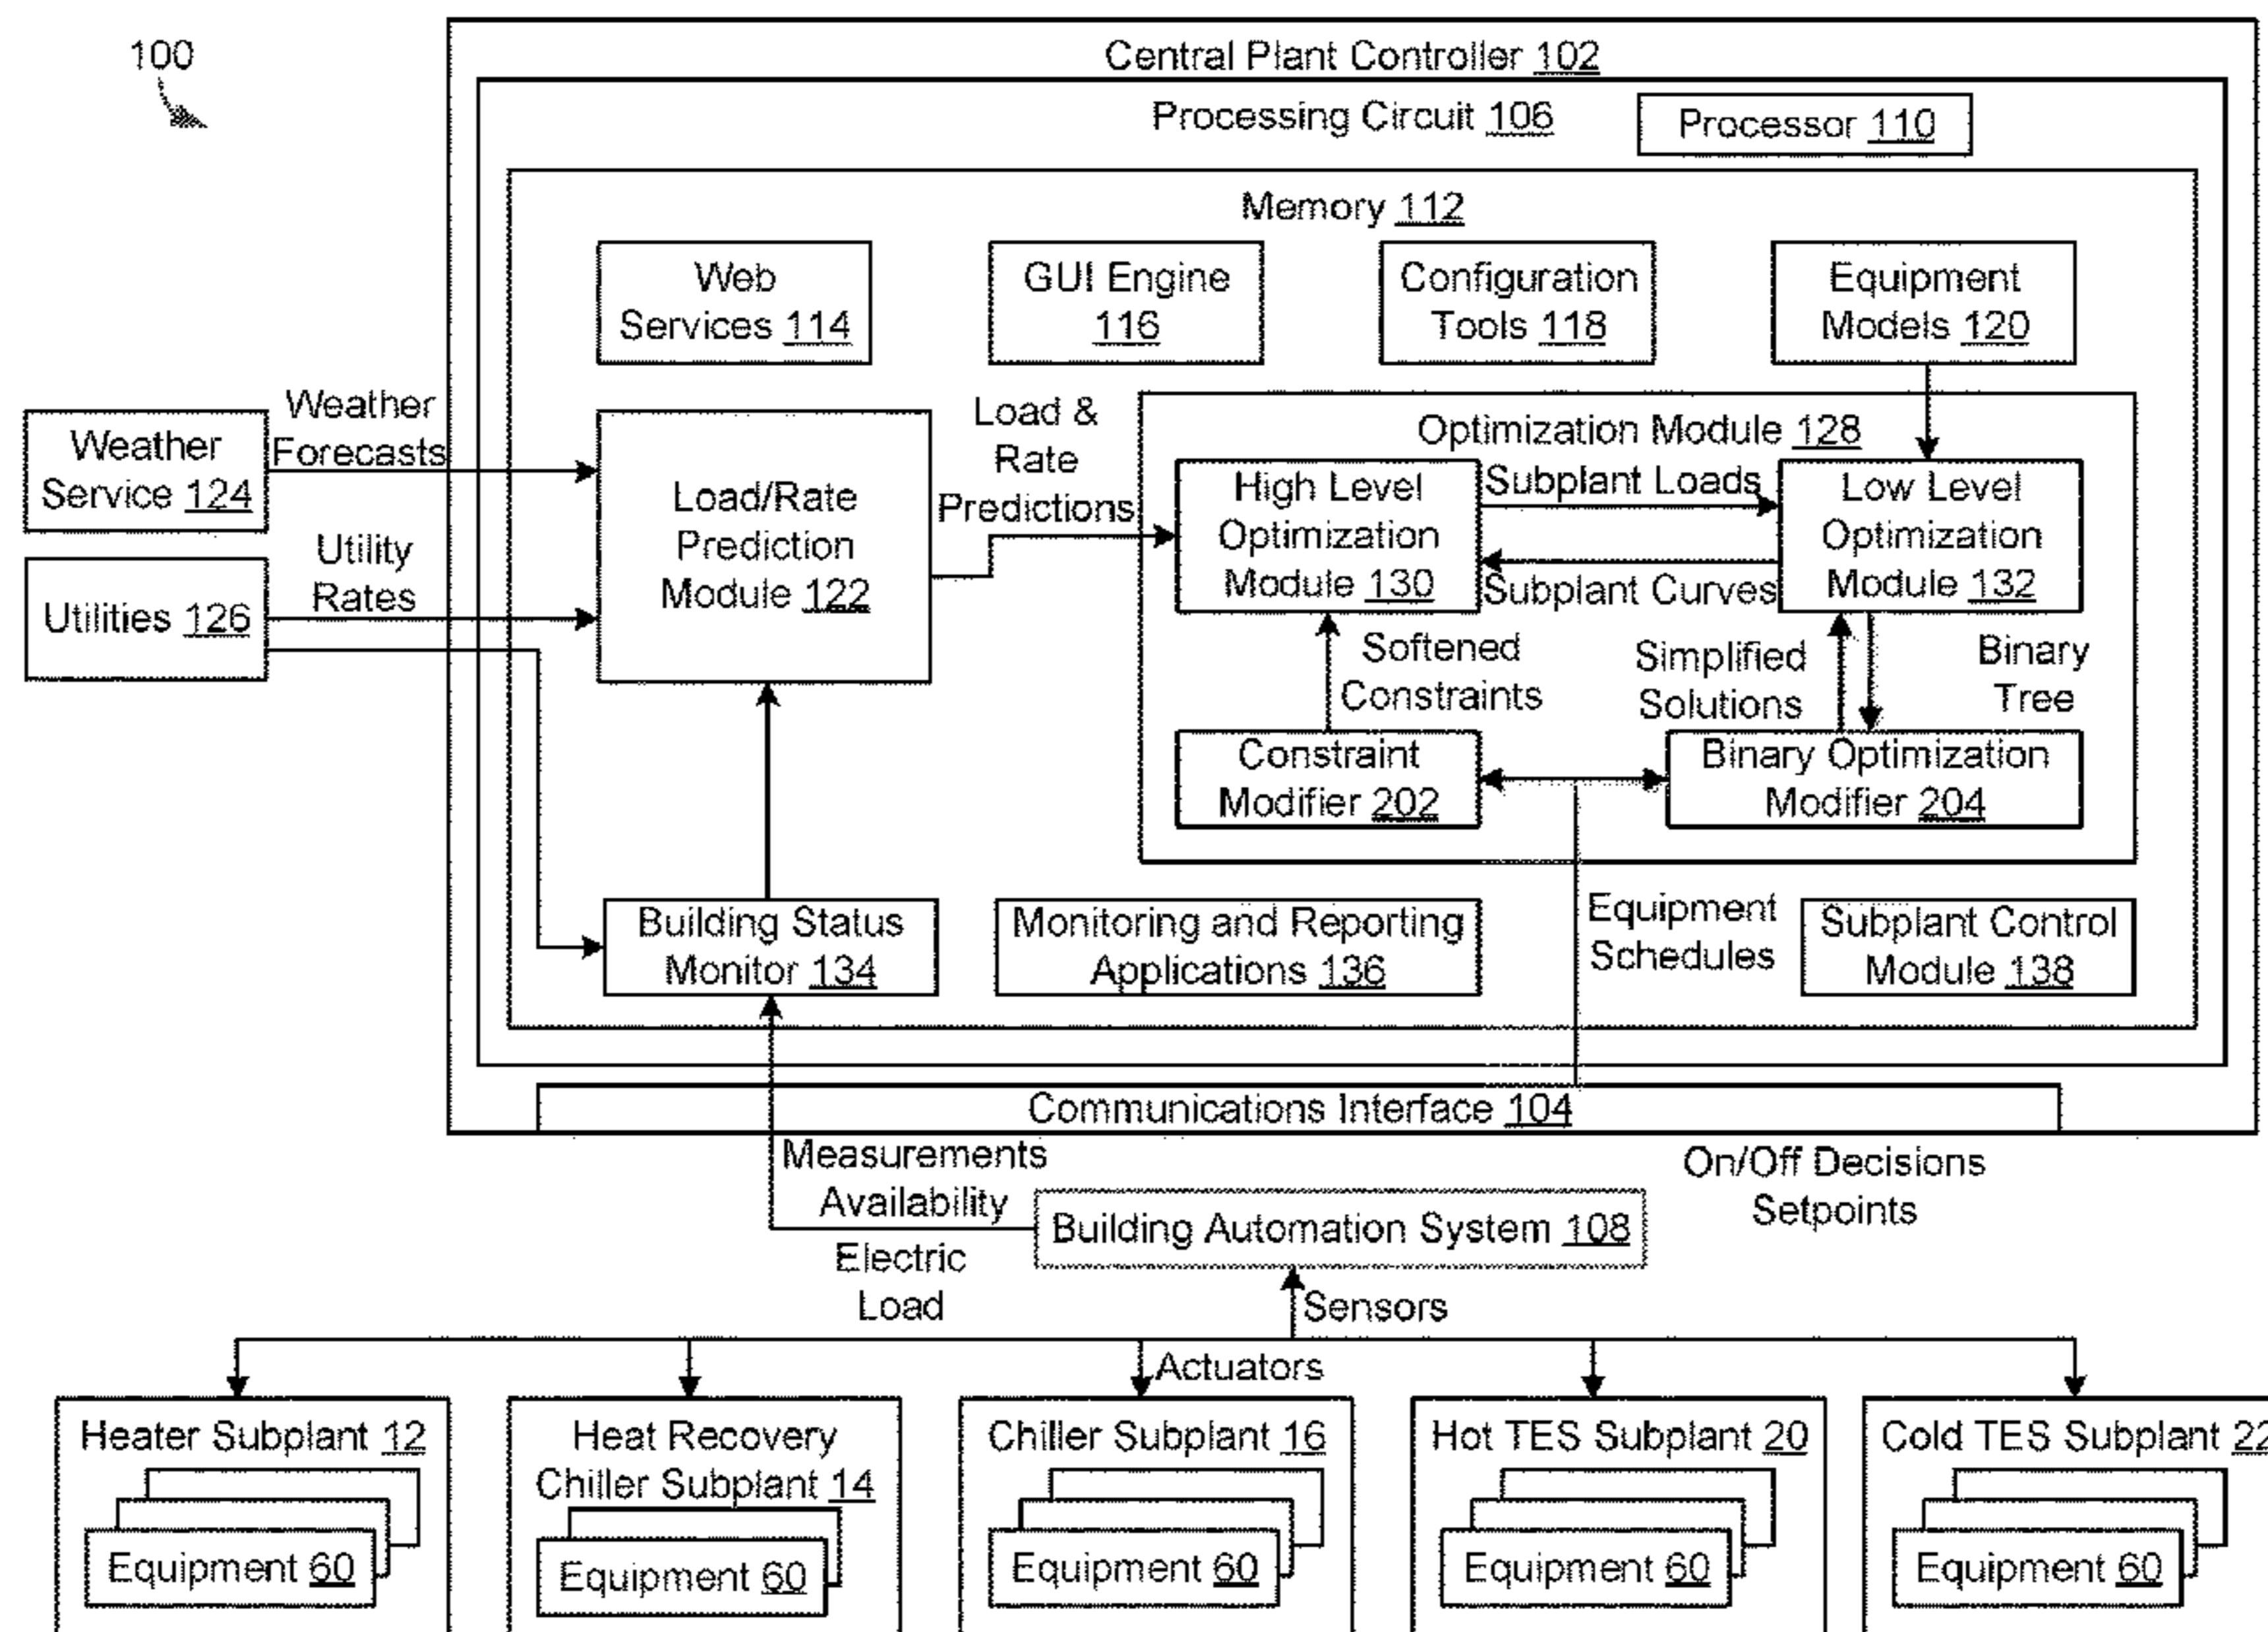 100
Central Plant Controller 102
Processing Circuit 106
Processor 110
Memory 112
Web
Services 114
GUI Engine
116
Configuration
Tools 118
Equipment
Models 120
Weather
Service 124
Weather
Forecasts
Utilities 126
Utility
Rates
Load/Rate
Prediction
Module 122
Load &
Rate
Predictions
Optimization Module 128
High Level
Optimization
Module 130
Subplant Loads
Subplant Curves
Low Level
Optimization
Module 132
Softened
Constraints
Simplified
Solutions
Binary
Tree
Constraint
Modifier 202
Binary Optimization
Modifier 204
Building Status
Monitor 134
Monitoring and Reporting
Applications 136
Equipment
Schedules
Subplant Control
Module 138
Communications Interface 104
Measurements
Availability
Electric
Load
Building Automation System 108
On/Off Decisions
Setpoints
Sensors
Actuators
Heater Subplant 12
Equipment 60
Heat Recovery
Chiller Subplant 14
Equipment 60
Chiller Subplant 16
Equipment 60
Hot TES Subplant 20
Equipment 60
Cold TES Subplant 22
Equipment 60